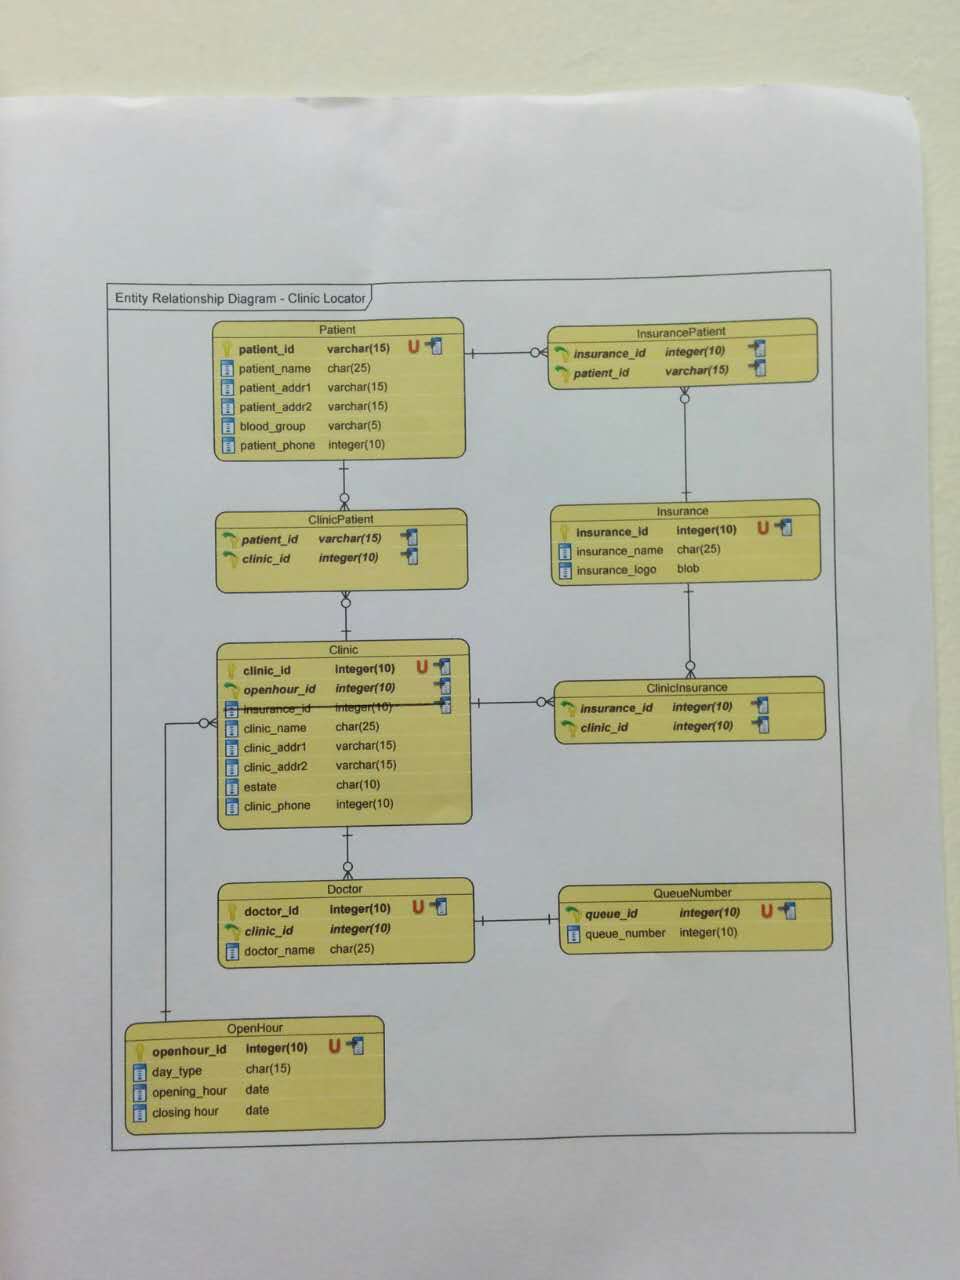 Entity Relationship Diagram - Clinic Locator
Patient
patient_id varchar(15) U
patient_name char(25)
patient_addr1 varchar(15)
patient_addr2 varchar(15)
blood_group varchar(5)
patient_phone integer(10)
InsurancePatient
insurance_id integer(10)
patient_id varchar(15)
ClinicPatient
patient_id varchar(15)
clinic_id integer(10)
Insurance
insurance_id integer(10) U
insurance_name char(25)
insurance_logo blob
Clinic
clinic_id integer(10) U
openhour_id integer(10)
insurance_id integer(10)
clinic_name char(25)
clinic_addr1 varchar(15)
clinic_addr2 varchar(15)
estate char(10)
clinic_phone integer(10)
ClinicInsurance
insurance_id integer(10)
clinic_id integer(10)
Doctor
doctor_id integer(10) U
clinic_id integer(10)
doctor_name char(25)
QueueNumber
queue_id integer(10) U
queue_number integer(10)
OpenHour
openhour_id integer(10) U
day_type char(15)
opening_hour date
closing hour date